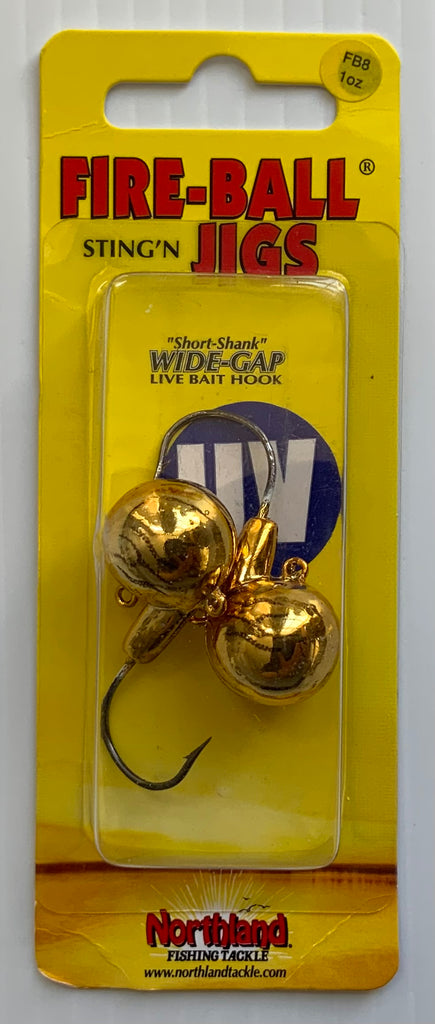 FB8
1oz
FIRE-BALL®
STING'N JIGS
"Short-Shank"
WIDE-GAP
LIVE BAIT HOOK
UV
Northland®
FISHING TACKLE
www.northlandtackle.com